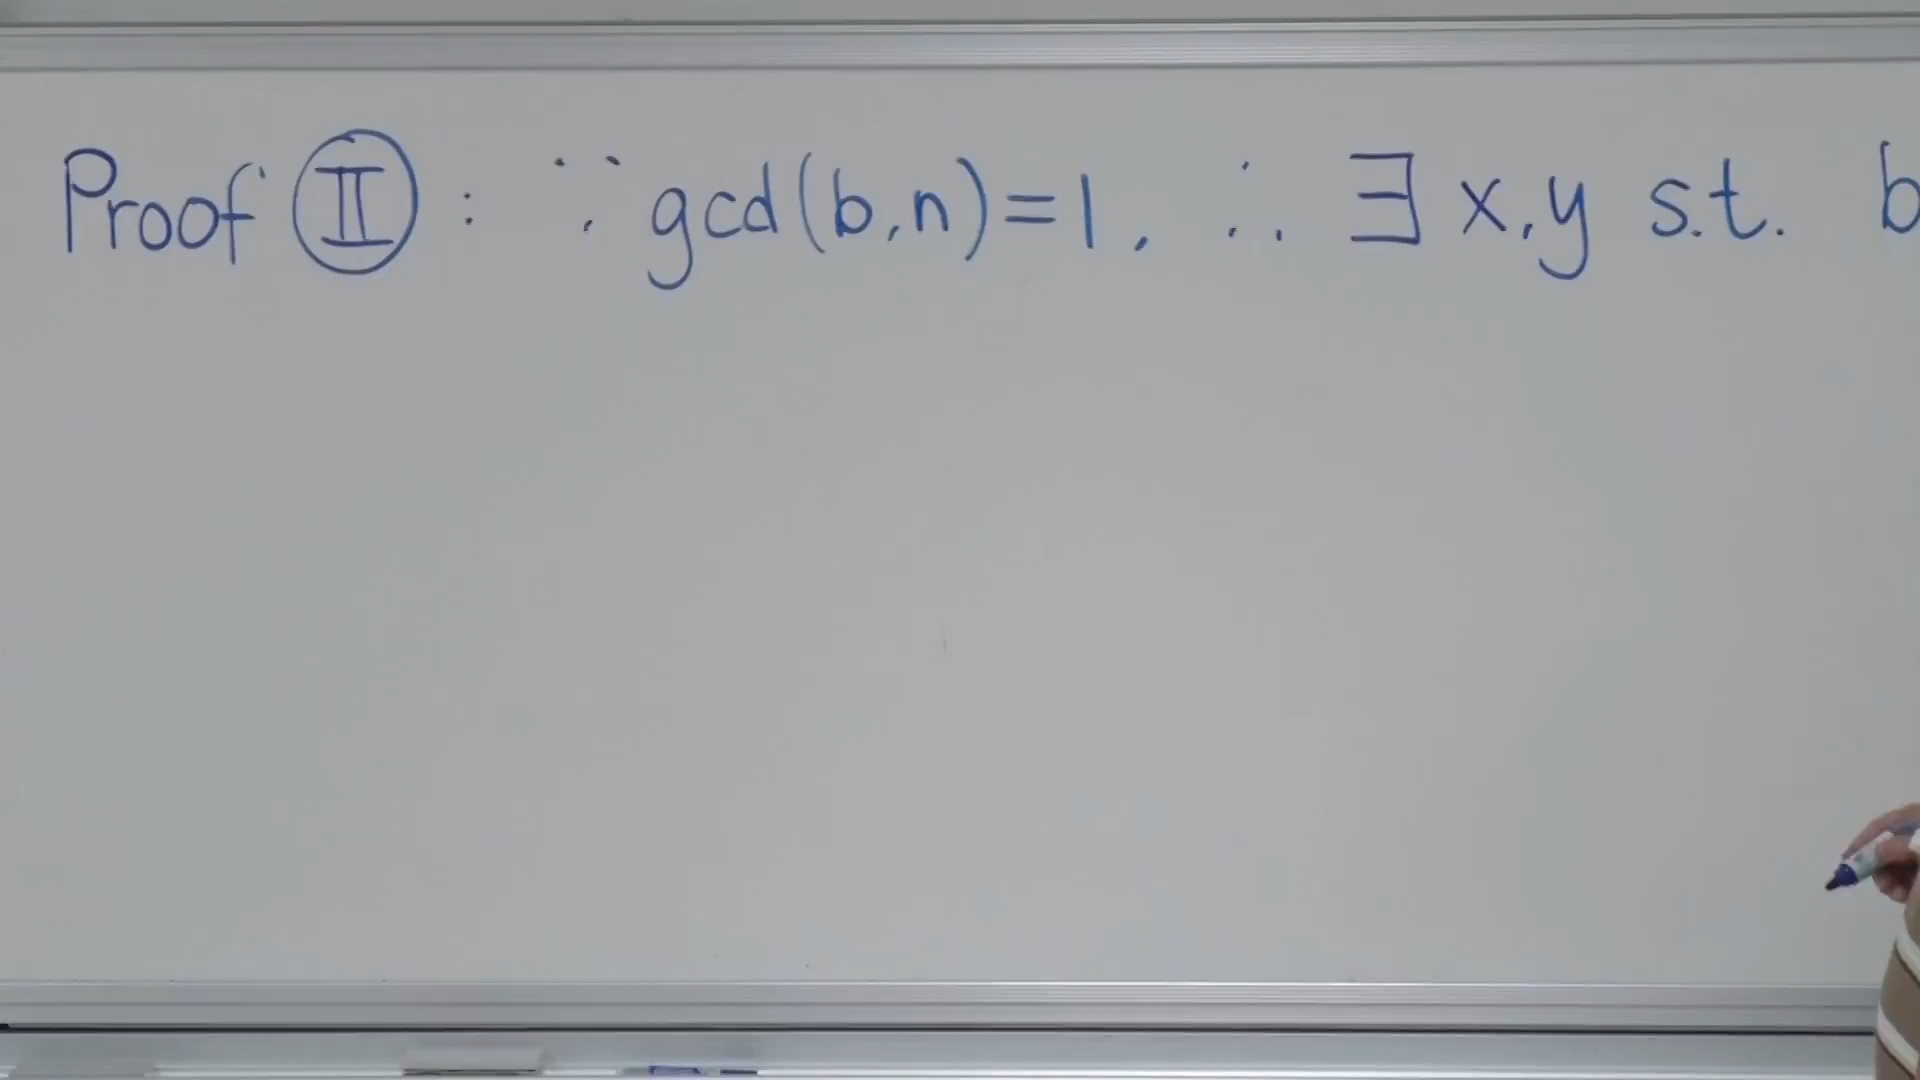 Proof Ⅱ : ∵ gcd(b,n)=1, ∴ ∃ x,y s.t. b